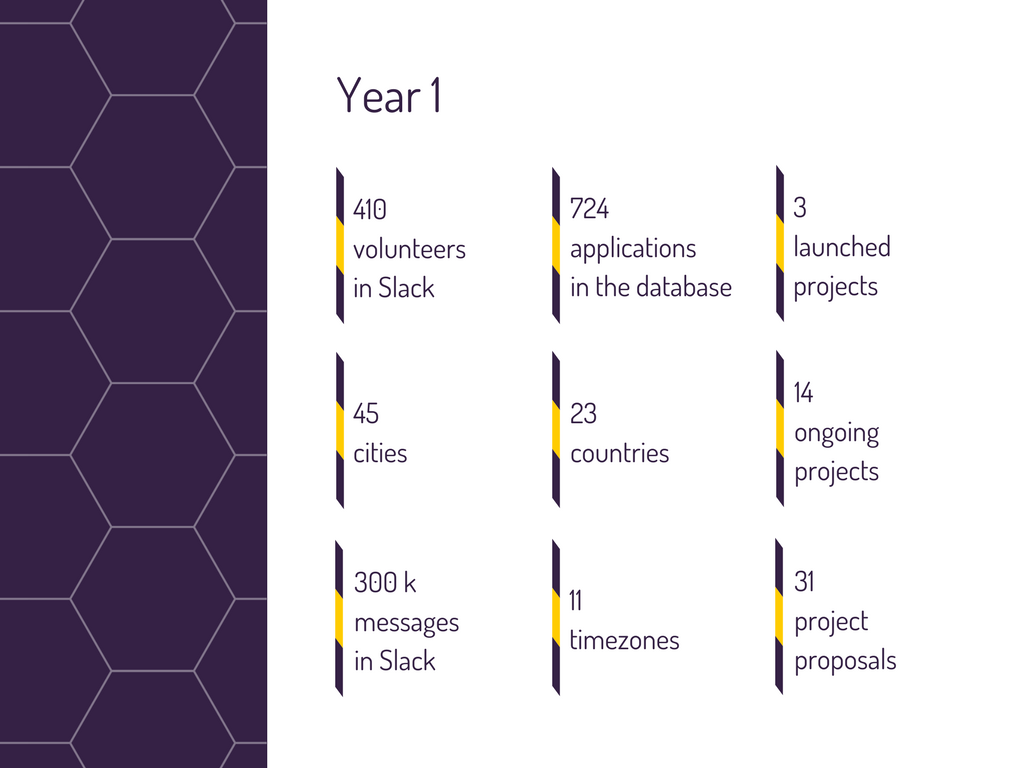 Year 1
410
volunteers
in Slack
724
applications
in the database
3
launched
projects
45
cities
23
countries
14
ongoing
projects
300 k
messages
in Slack
11
timezones
31
project
proposals